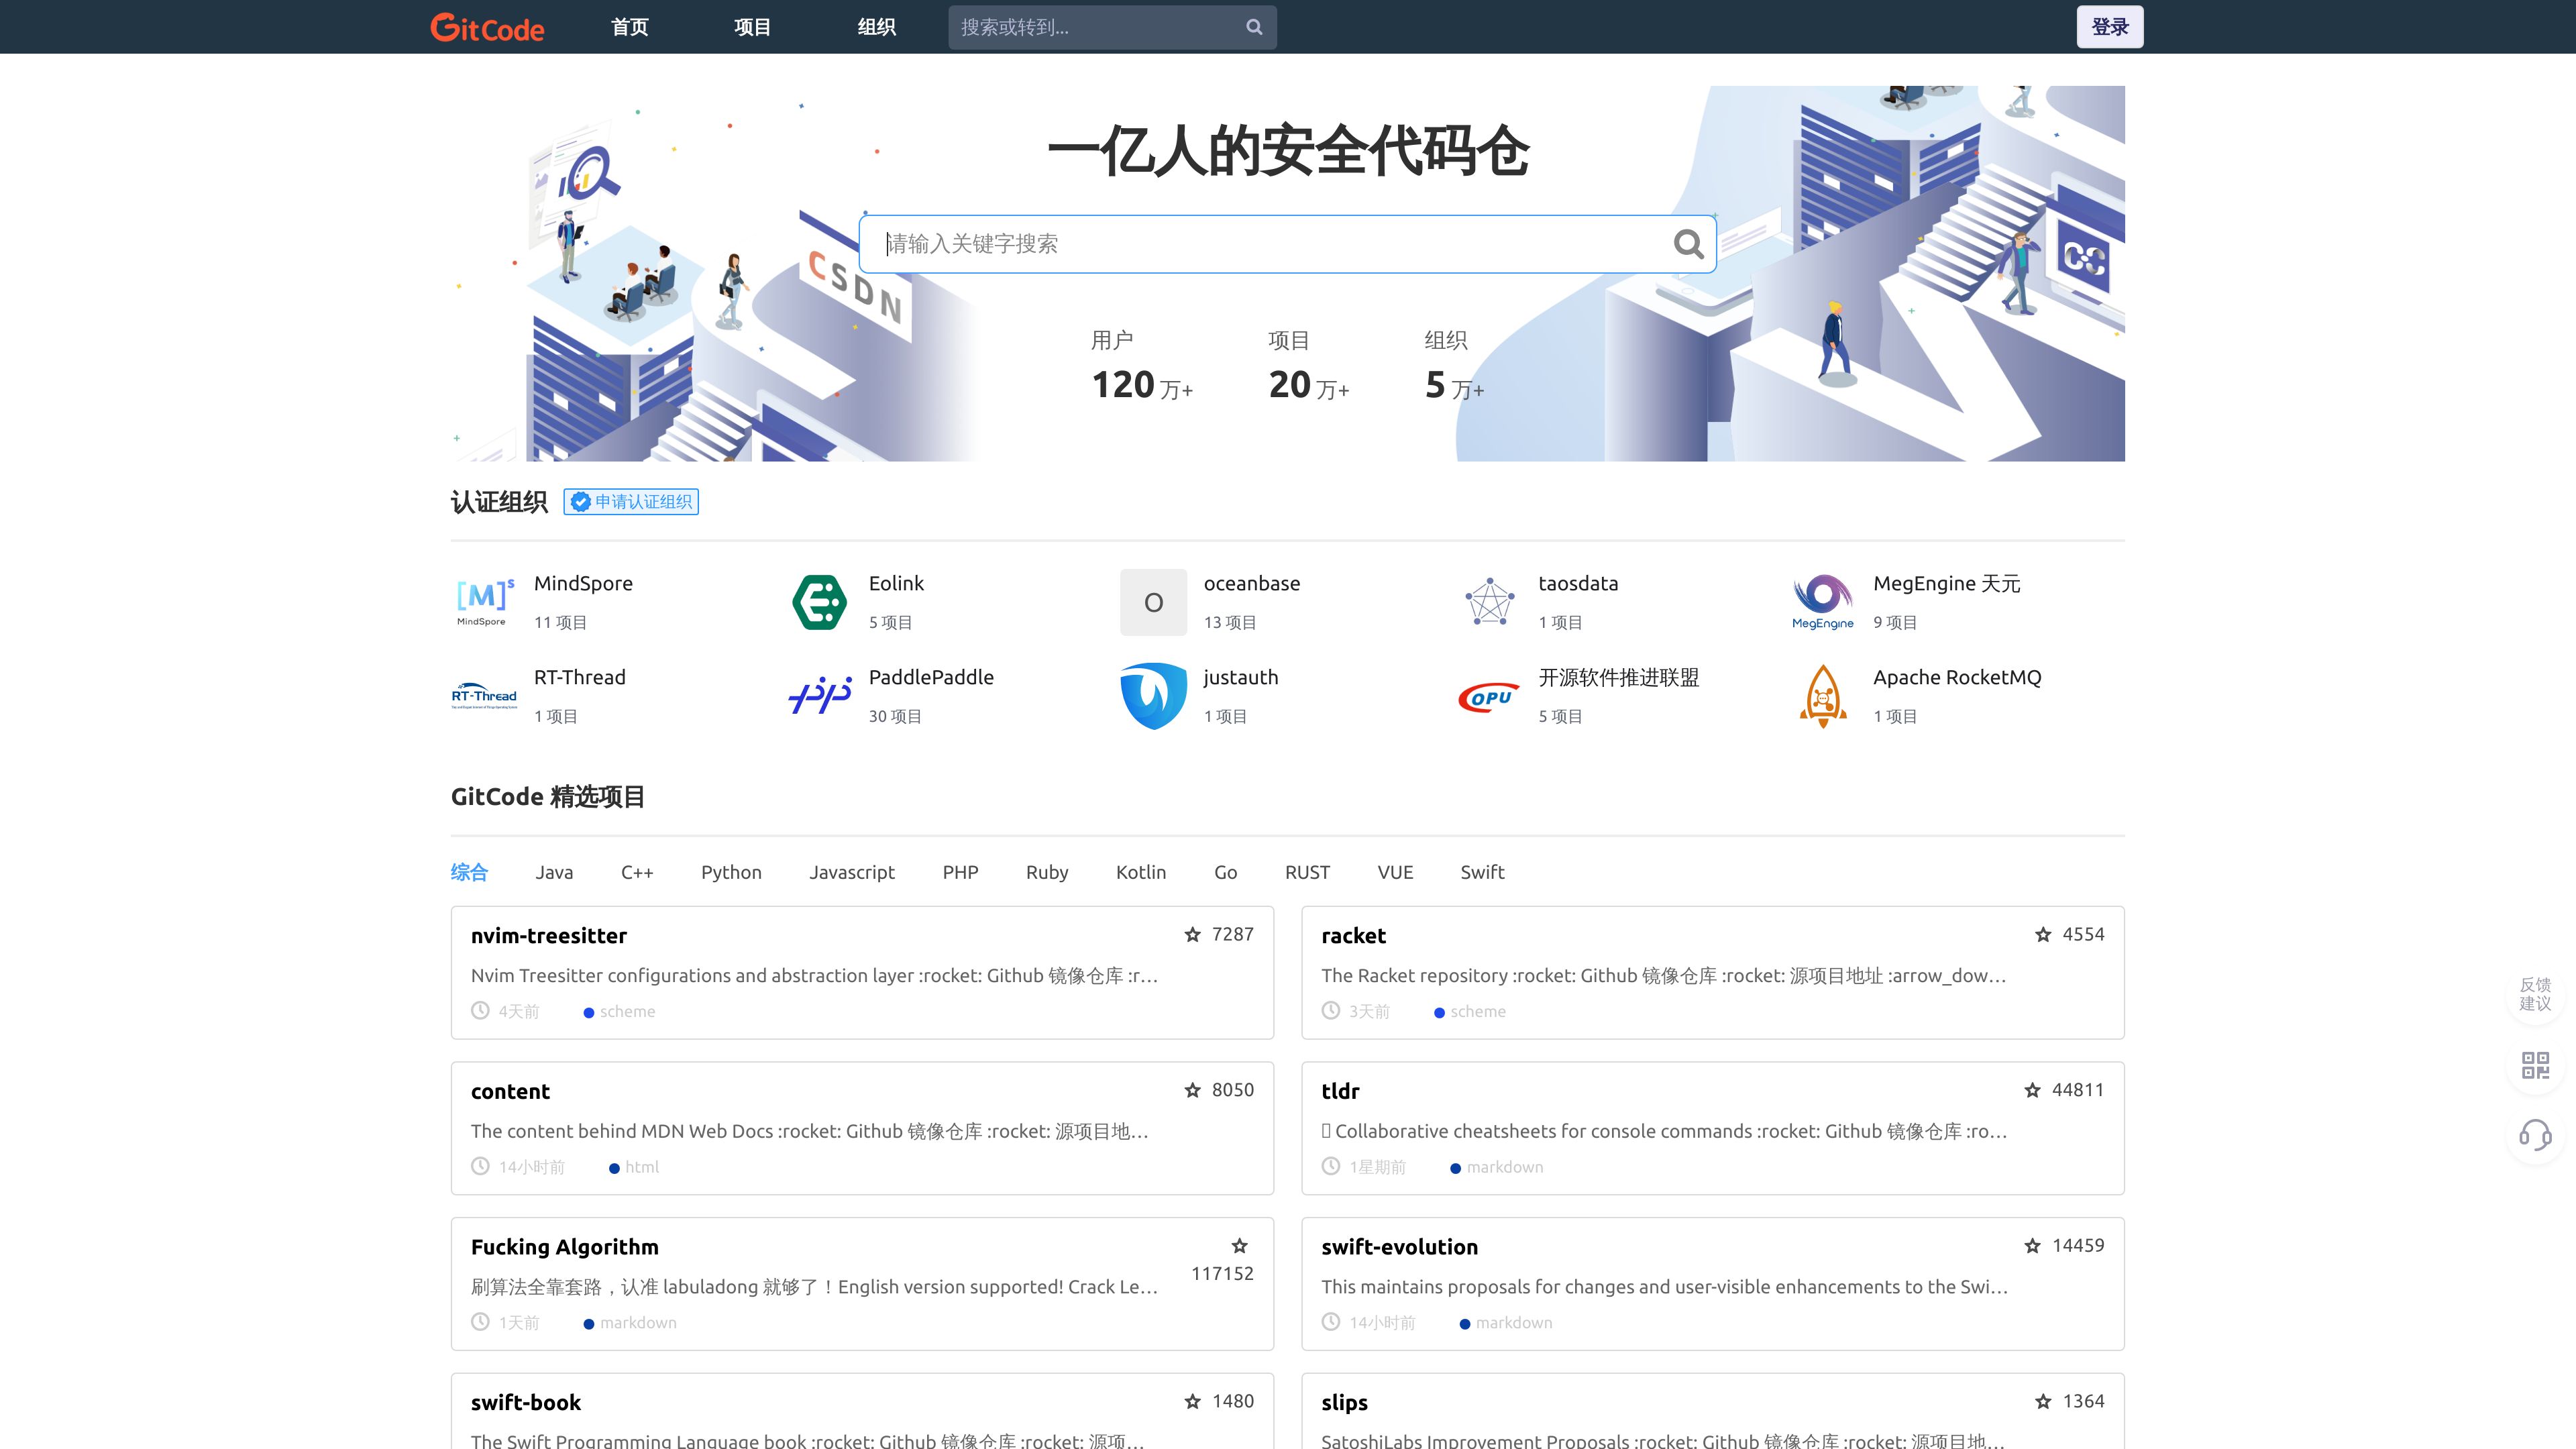 GitCode 首页 项目 组织 搜索或转到... 登录
一亿人的安全代码仓
CSDN
请输入关键字搜索
用户 项目 组织
120 万+ 20 万+ 5 万+
认证组织 申请认证组织
MindSpore Eolink oceanbase taosdata MegEngine 天元
[M]s MindSpore O MegEngine
11 项目 5 项目 13 项目 1 项目 9 项目
RT-Thread PaddlePaddle justauth 开源软件推进联盟 Apache RocketMQ
RT-Thread OPU
1 项目 30 项目 1 项目 5 项目 1 项目
GitCode 精选项目
综合 Java C++ Python Javascript PHP Ruby Kotlin Go RUST VUE Swift
nvim-treesitter 7287
Nvim Treesitter configurations and abstraction layer :rocket: Github 镜像仓库 :r…
4天前 scheme
racket 4554
The Racket repository :rocket: Github 镜像仓库 :rocket: 源项目地址 :arrow_dow…
3天前 scheme
反馈
建议
content 8050
The content behind MDN Web Docs :rocket: Github 镜像仓库 :rocket: 源项目地…
14小时前 html
tldr 44811
Collaborative cheatsheets for console commands :rocket: Github 镜像仓库 :ro…
1星期前 markdown
Fucking Algorithm 117152
刷算法全靠套路，认准 labuladong 就够了！English version supported! Crack Le…
1天前 markdown
swift-evolution 14459
This maintains proposals for changes and user-visible enhancements to the Swi…
14小时前 markdown
swift-book 1480
The Swift Programming Language book :rocket: Github 镜像仓库 :rocket: 源项…
slips 1364
SatoshiLabs Improvement Proposals :rocket: Github 镜像仓库 :rocket: 源项目地…